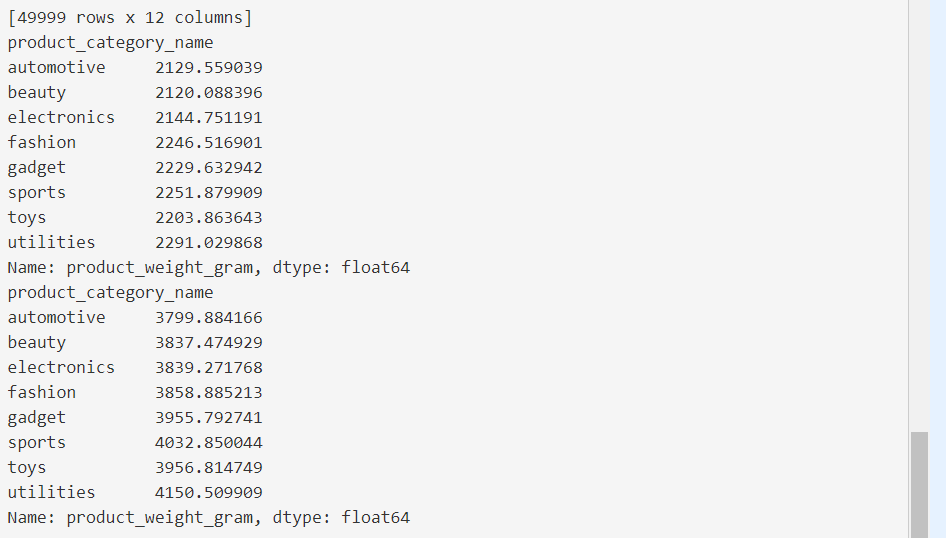 [49999 rows x 12 columns]
product_category_name
automotive     2129.559039
beauty         2120.088396
electronics    2144.751191
fashion        2246.516901
gadget         2229.632942
sports         2251.879909
toys           2203.863643
utilities      2291.029868
Name: product_weight_gram, dtype: float64
product_category_name
automotive     3799.884166
beauty         3837.474929
electronics    3839.271768
fashion        3858.885213
gadget         3955.792741
sports         4032.850044
toys           3956.814749
utilities      4150.509909
Name: product_weight_gram, dtype: float64